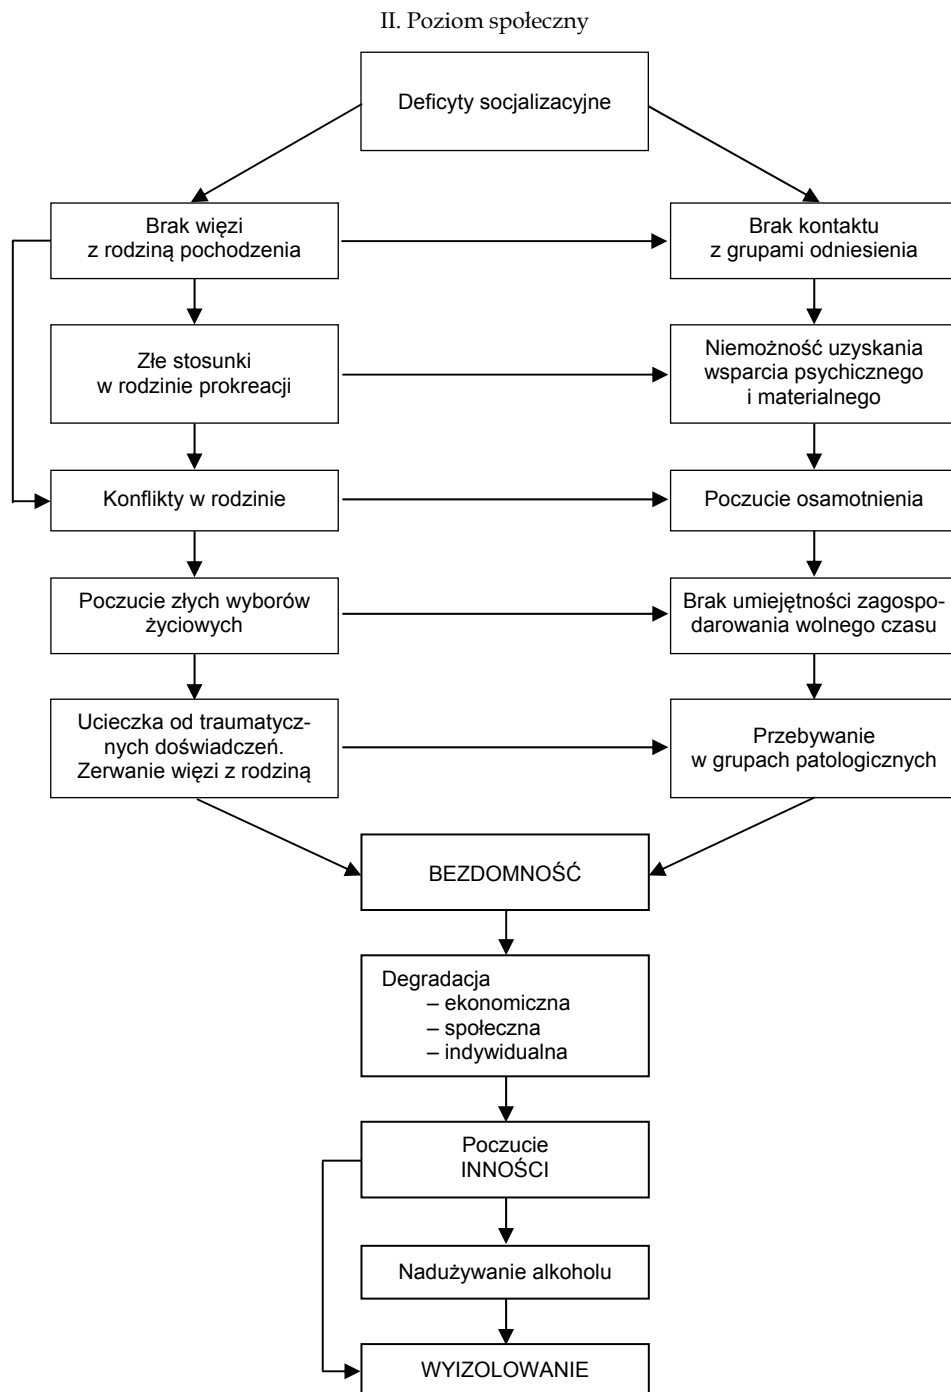 II. Poziom społeczny
Deficyty socjalizacyjne
Brak więzi
z rodziną pochodzenia
Brak kontaktu
z grupami odniesienia
Złe stosunki
w rodzinie prokreacji
Niemożność uzyskania
wsparcia psychicznego
i materialnego
Konflikty w rodzinie
Poczucie osamotnienia
Poczucie złych wyborów
życiowych
Brak umiejętności zagospo-
darowania wolnego czasu
Ucieczka od traumatycz-
nych doświadczeń.
Zerwanie więzi z rodziną
Przebywanie
w grupach patologicznych
BEZDOMNOŚĆ
Degradacja
– ekonomiczna
– społeczna
– indywidualna
Poczucie
INNOŚCI
Nadużywanie alkoholu
WYIZOLOWANIE